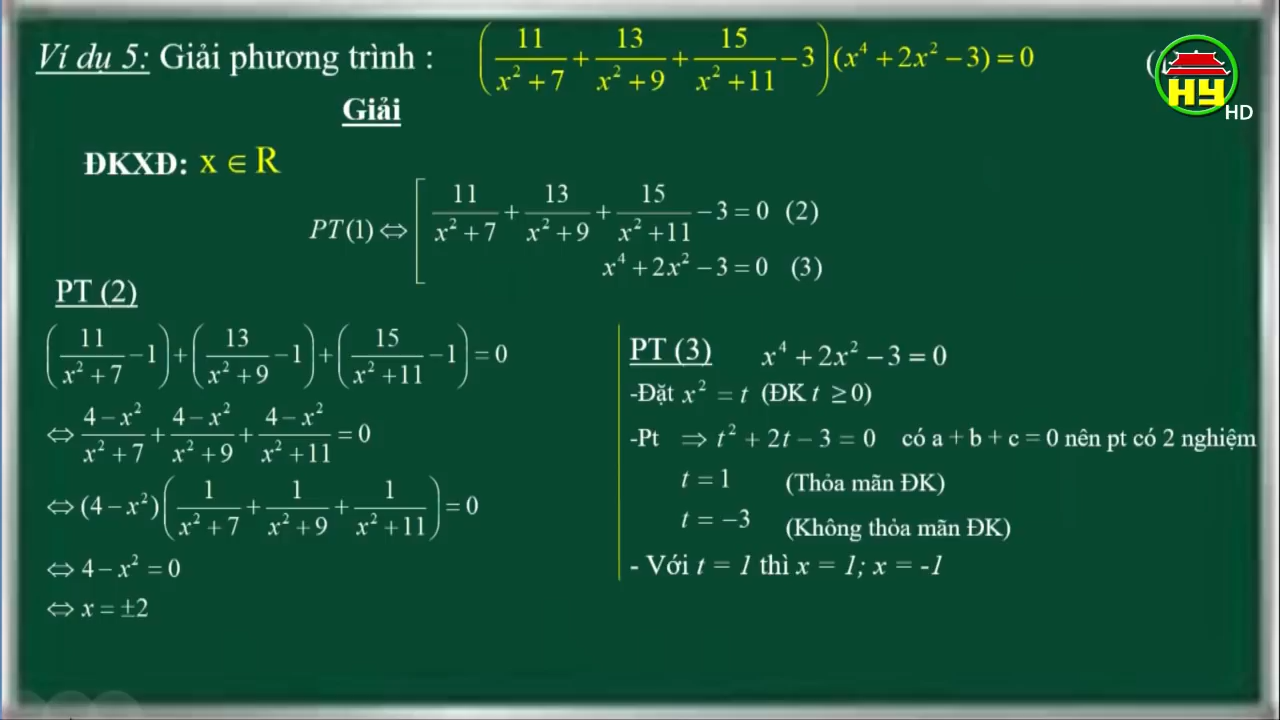 Ví dụ 5: Giải phương trình : (11/(x² + 7) + 13/(x² + 9) + 15/(x² + 11) − 3)(x⁴ + 2x² − 3) = 0
HY
HD
Giải
ĐKXĐ: x ∈ R
PT(1) ⇔ [ 11/(x² + 7) + 13/(x² + 9) + 15/(x² + 11) − 3 = 0 (2)
x⁴ + 2x² − 3 = 0 (3)
PT (2)
(11/(x² + 7) − 1) + (13/(x² + 9) − 1) + (15/(x² + 11) − 1) = 0
⇔ (4 − x²)/(x² + 7) + (4 − x²)/(x² + 9) + (4 − x²)/(x² + 11) = 0
⇔ (4 − x²)(1/(x² + 7) + 1/(x² + 9) + 1/(x² + 11)) = 0
⇔ 4 − x² = 0
⇔ x = ±2
PT (3) x⁴ + 2x² − 3 = 0
-Đặt x² = t (ĐK t ≥ 0)
-Pt ⇒ t² + 2t − 3 = 0 có a + b + c = 0 nên pt có 2 nghiệm
t = 1 (Thỏa mãn ĐK)
t = −3 (Không thỏa mãn ĐK)
- Với t = 1 thì x = 1; x = -1